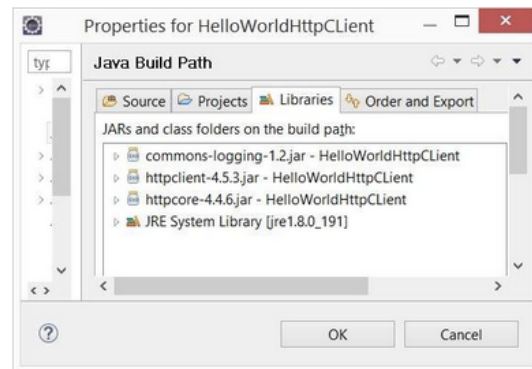 Properties for HelloWorldHttpCLient
typ
Java Build Path
Source Projects Libraries Order and Export
JARs and class folders on the build path:
commons-logging-1.2.jar - HelloWorldHttpCLient
httpclient-4.5.3.jar - HelloWorldHttpCLient
httpcore-4.4.6.jar - HelloWorldHttpCLient
JRE System Library [jre1.8.0_191]
OK Cancel